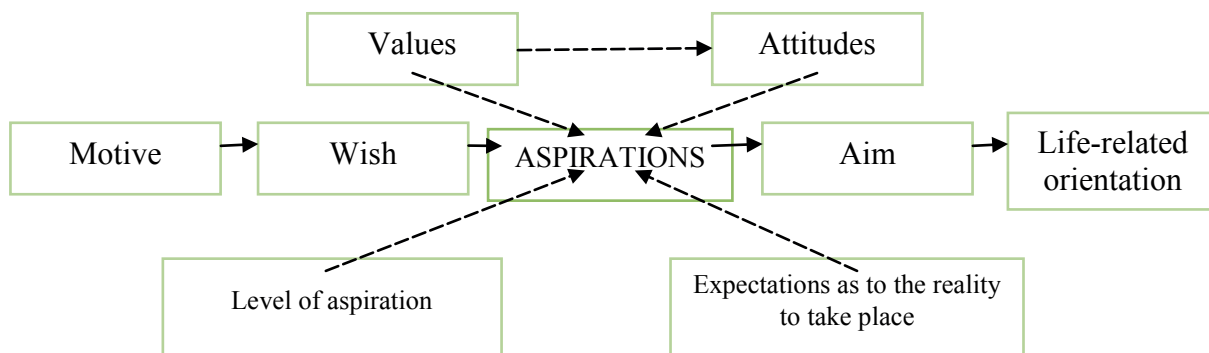 Values
Attitudes
Motive
Wish
ASPIRATIONS
Aim
Life-related
orientation
Level of aspiration
Expectations as to the reality
to take place